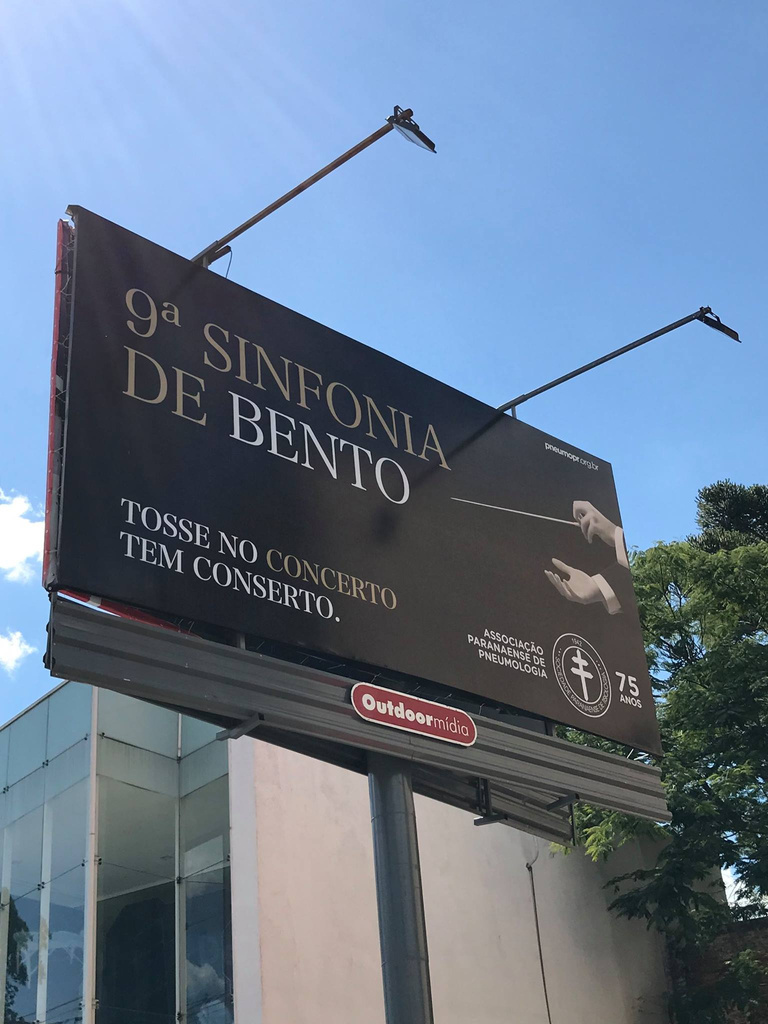 9ª SINFONIA
DE BENTO
TOSSE NO CONCERTO
TEM CONSERTO.
pneumopr.org.br
ASSOCIAÇÃO
PARANAENSE DE
PNEUMOLOGIA
1947
75
ANOS
Outdoormídia